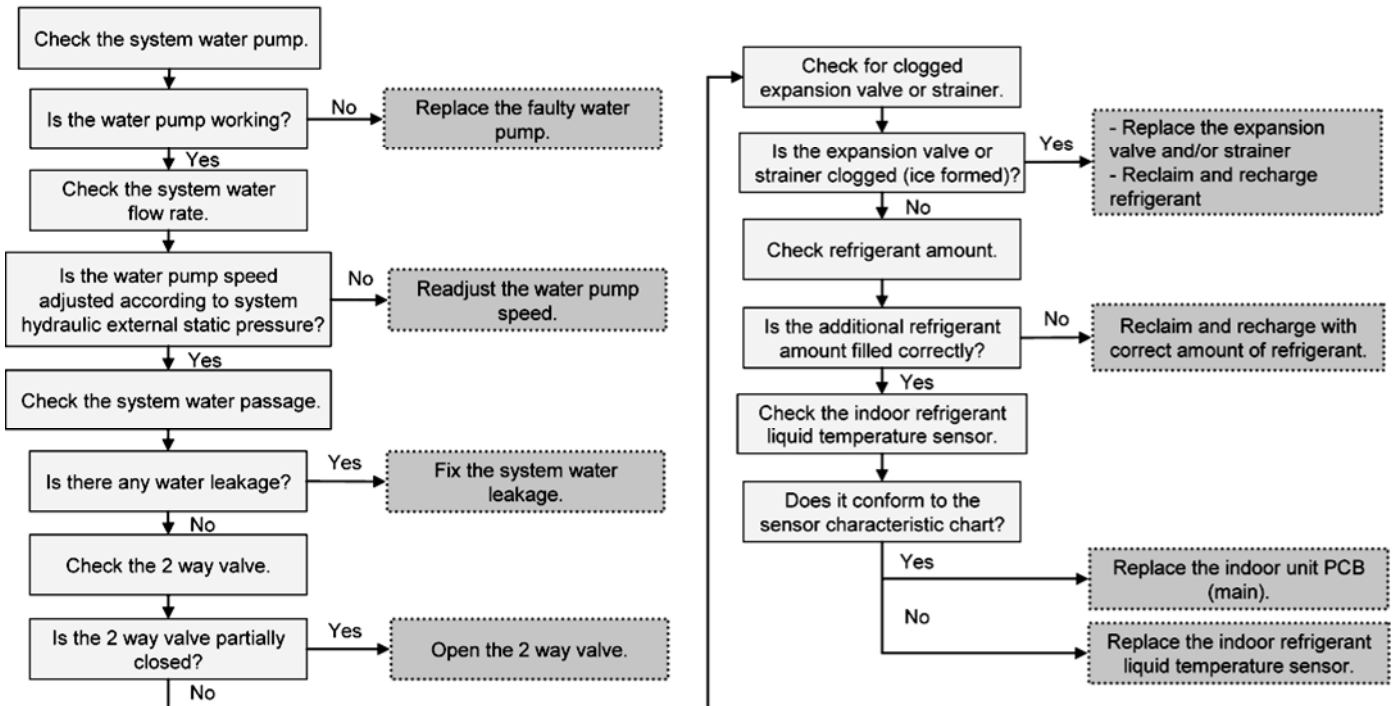 Check the system water pump.
Is the water pump working?
No
Replace the faulty water
pump.
Yes
Check the system water
flow rate.
Is the water pump speed
adjusted according to system
hydraulic external static pressure?
No
Readjust the water pump
speed.
Yes
Check the system water passage.
Is there any water leakage?
Yes
Fix the system water
leakage.
No
Check the 2 way valve.
Is the 2 way valve partially
closed?
Yes
Open the 2 way valve.
No
Check for clogged
expansion valve or strainer.
Is the expansion valve or
strainer clogged (ice formed)?
Yes
- Replace the expansion
valve and/or strainer
- Reclaim and recharge
refrigerant
No
Check refrigerant amount.
Is the additional refrigerant
amount filled correctly?
No
Reclaim and recharge with
correct amount of refrigerant.
Yes
Check the indoor refrigerant
liquid temperature sensor.
Does it conform to the
sensor characteristic chart?
Yes
Replace the indoor unit PCB
(main).
No
Replace the indoor refrigerant
liquid temperature sensor.